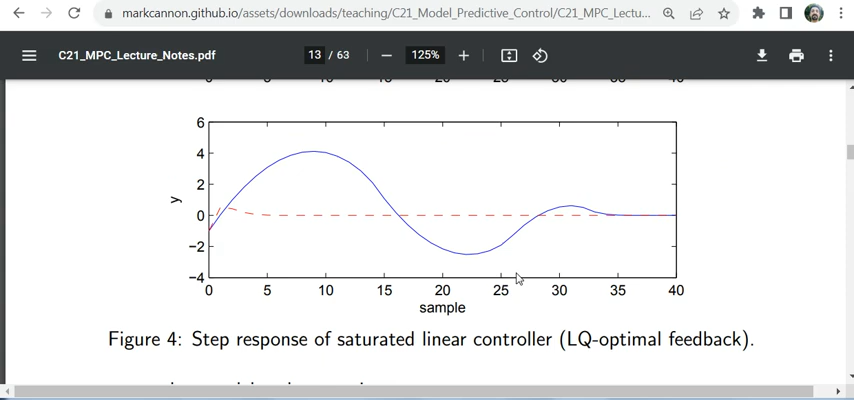 markcannon.github.io/assets/downloads/teaching/C21_Model_Predictive_Control/C21_MPC_Lectu...
C21_MPC_Lecture_Notes.pdf 13 / 63 125%
6
4
2
0
−2
−4
y
0 5 10 15 20 25 30 35 40
sample
Figure 4: Step response of saturated linear controller (LQ-optimal feedback).